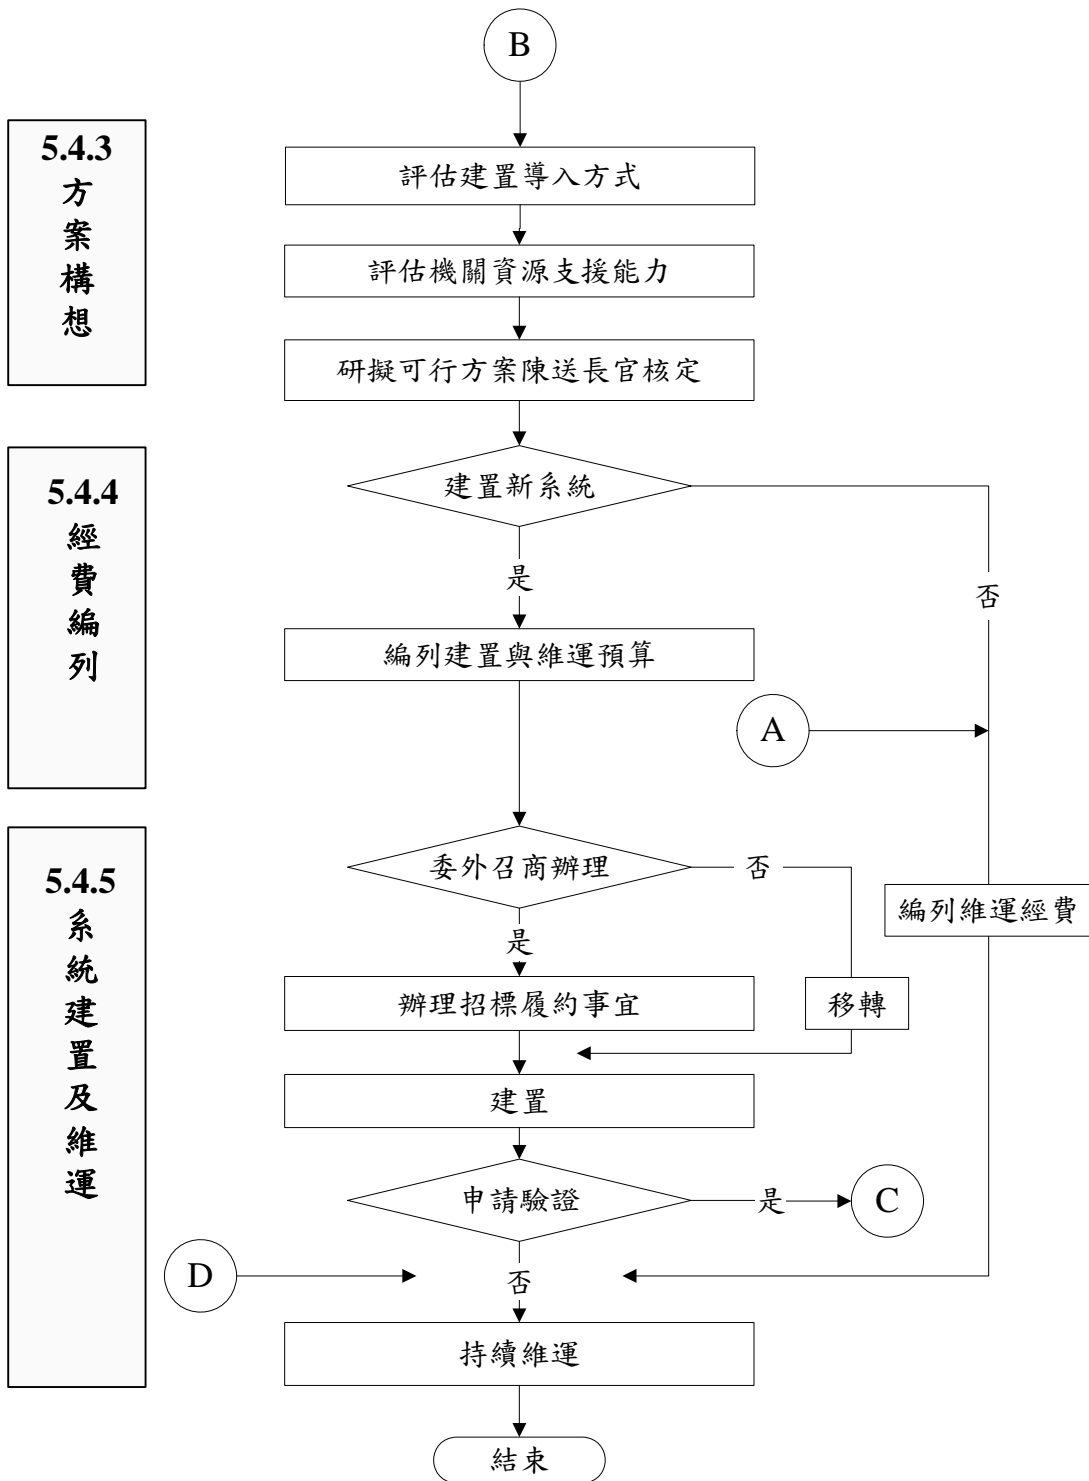 B
5.4.3
方
案
構
想
評估建置導入方式
評估機關資源支援能力
研擬可行方案陳送長官核定
5.4.4
經
費
編
列
建置新系統
是
否
編列建置與維運預算
A
5.4.5
系
統
建
置
及
維
運
委外召商辦理
否
編列維運經費
是
辦理招標履約事宜
移轉
建置
申請驗證
是
C
D
否
持續維運
結束